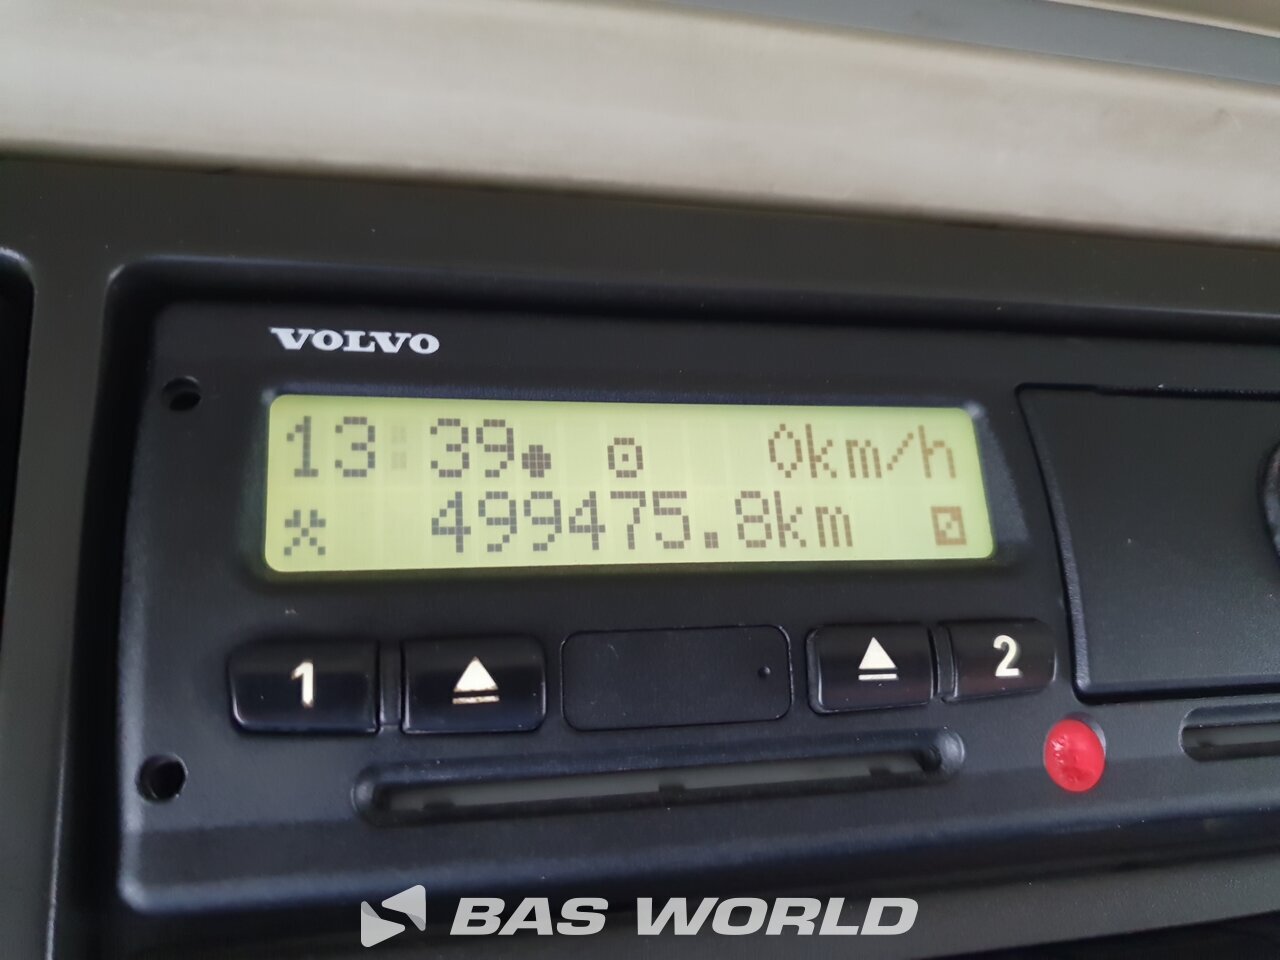 VOLVO
13:39 0km/h
499475.8km
1 2
BAS WORLD